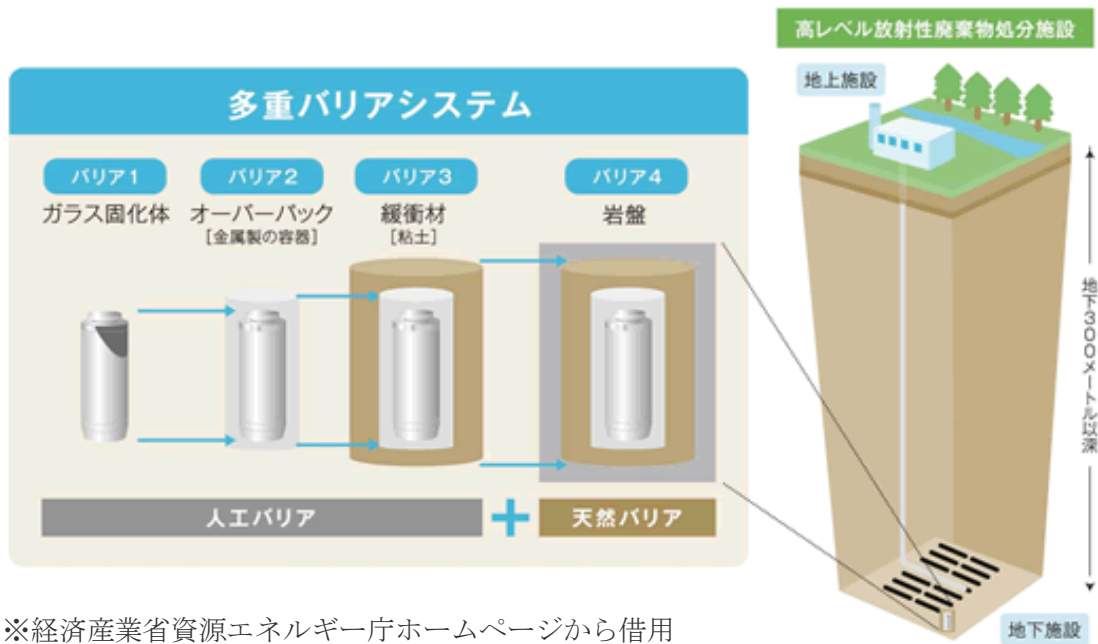 高レベル放射性廃棄物処分施設
地上施設
多重バリアシステム
バリア1
ガラス固化体
バリア2
オーバーパック
[金属製の容器]
バリア3
緩衝材
[粘土]
バリア4
岩盤
人工バリア
+
天然バリア
地下300メートル以深
地下施設
※経済産業省資源エネルギー庁ホームページから借用